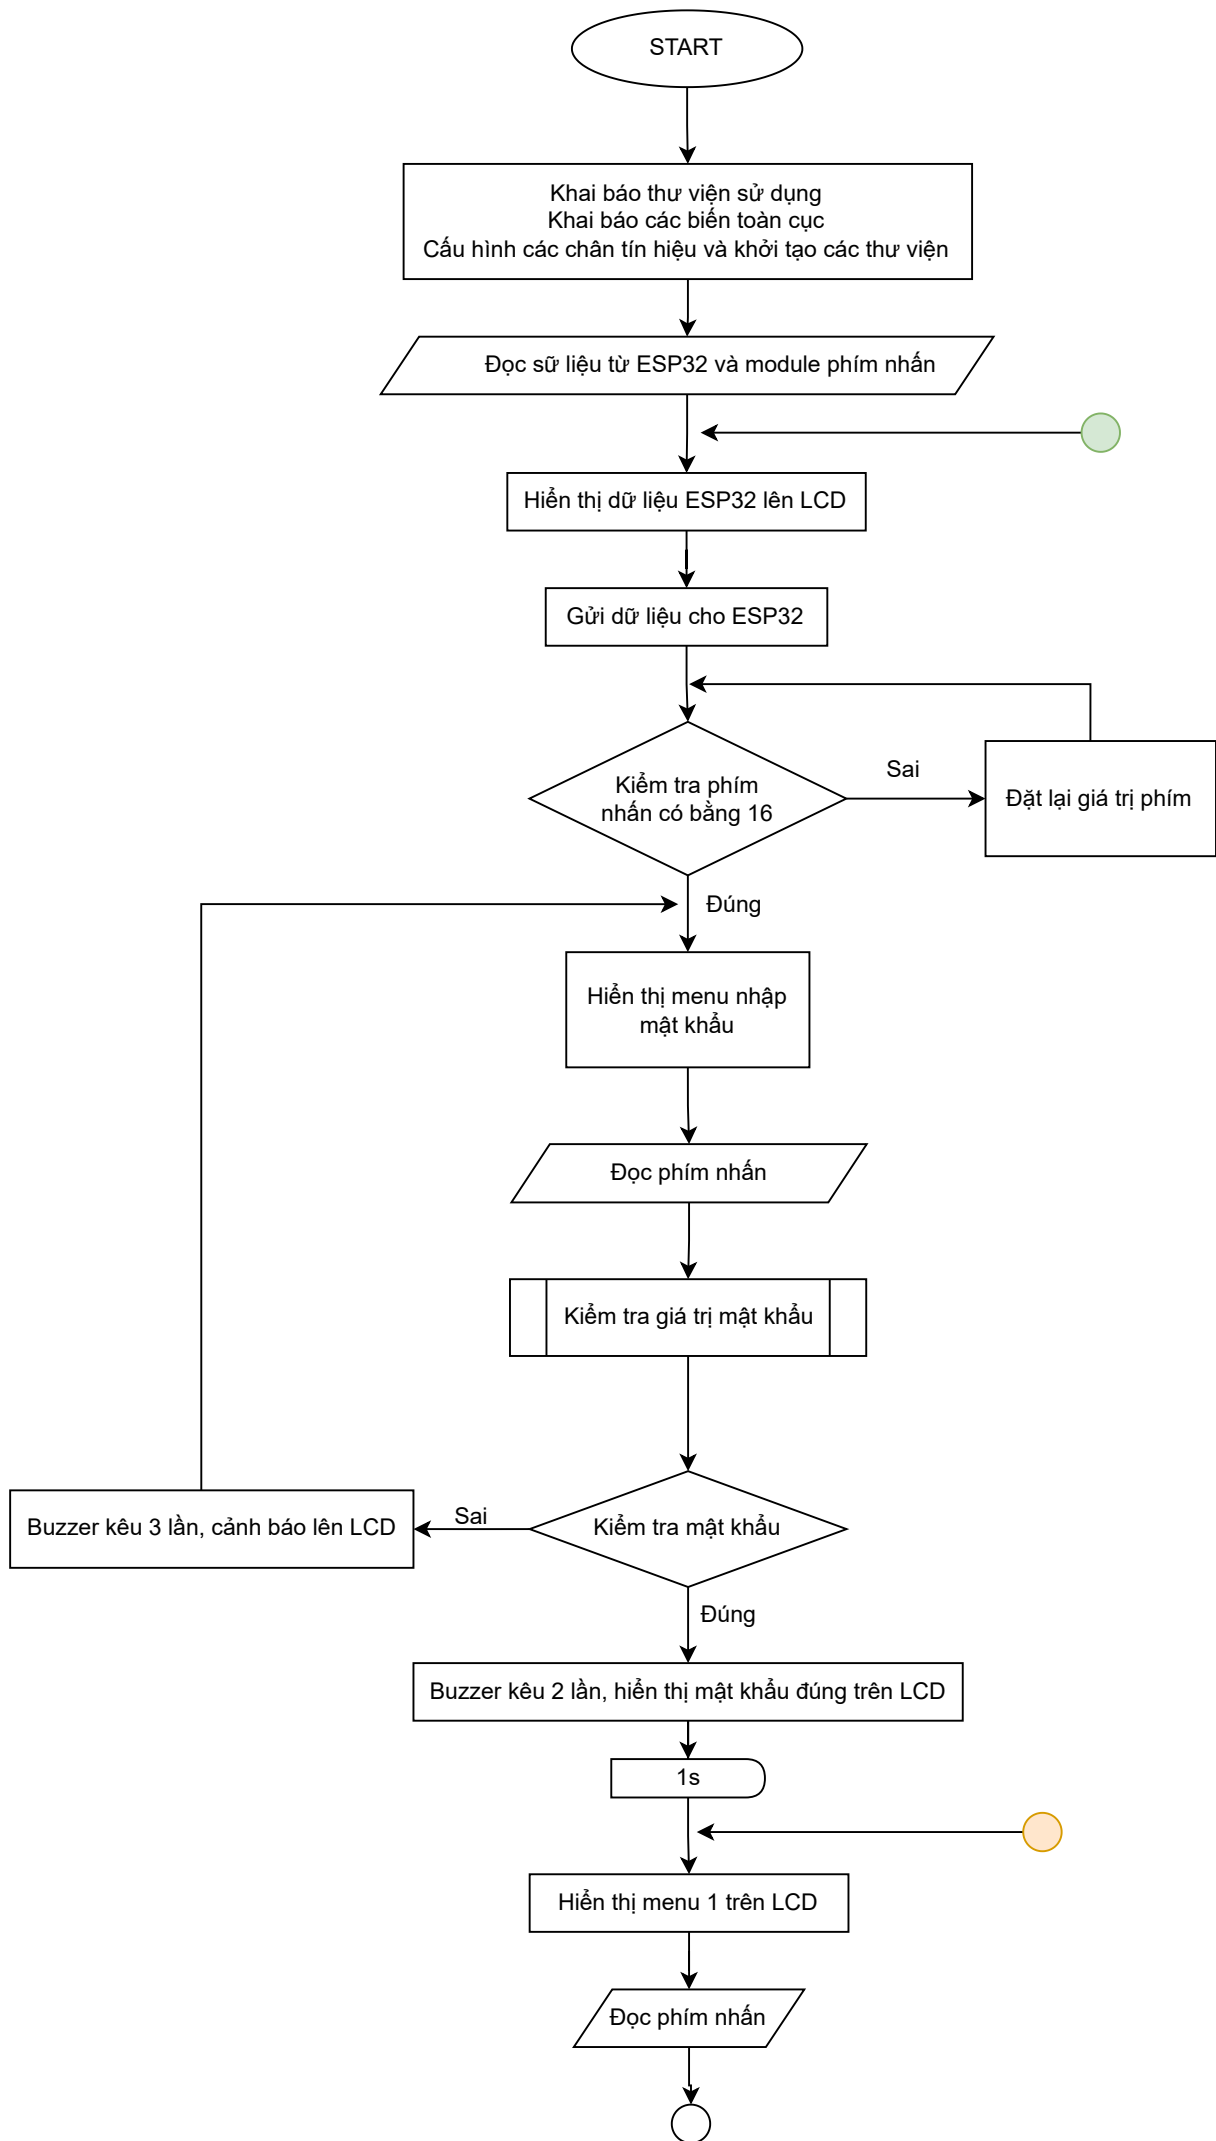 START
Khai báo thư viện sử dụng
Khai báo các biến toàn cục
Cấu hình các chân tín hiệu và khởi tạo các thư viện
Đọc sữ liệu từ ESP32 và module phím nhấn
Hiển thị dữ liệu ESP32 lên LCD
Gửi dữ liệu cho ESP32
Kiểm tra phím
nhấn có bằng 16
Sai
Đặt lại giá trị phím
Đúng
Hiển thị menu nhập
mật khẩu
Đọc phím nhấn
Kiểm tra giá trị mật khẩu
Kiểm tra mật khẩu
Sai
Buzzer kêu 3 lần, cảnh báo lên LCD
Đúng
Buzzer kêu 2 lần, hiển thị mật khẩu đúng trên LCD
1s
Hiển thị menu 1 trên LCD
Đọc phím nhấn